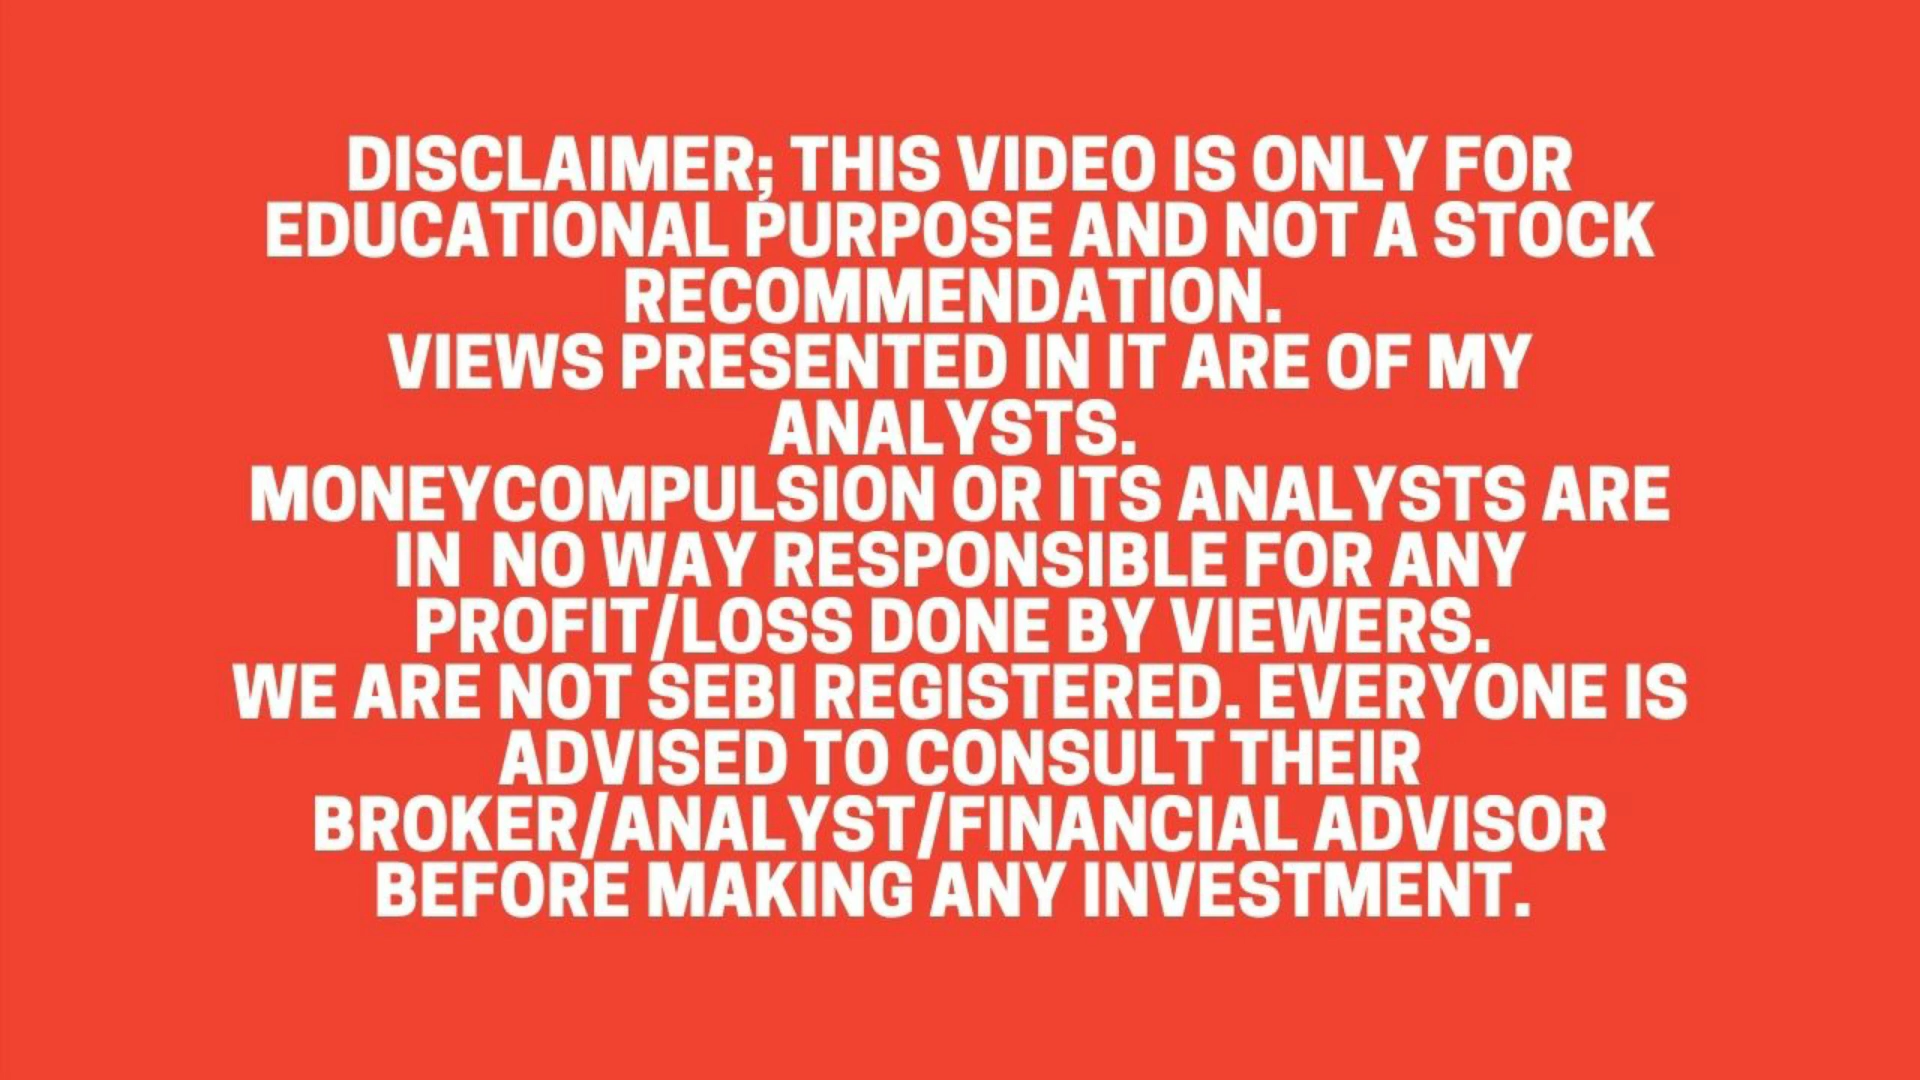 DISCLAIMER; THIS VIDEO IS ONLY FOR
EDUCATIONAL PURPOSE AND NOT A STOCK
RECOMMENDATION.
VIEWS PRESENTED IN IT ARE OF MY
ANALYSTS.
MONEYCOMPULSION OR ITS ANALYSTS ARE
IN NO WAY RESPONSIBLE FOR ANY
PROFIT/LOSS DONE BY VIEWERS.
WE ARE NOT SEBI REGISTERED. EVERYONE IS
ADVISED TO CONSULT THEIR
BROKER/ANALYST/FINANCIAL ADVISOR
BEFORE MAKING ANY INVESTMENT.